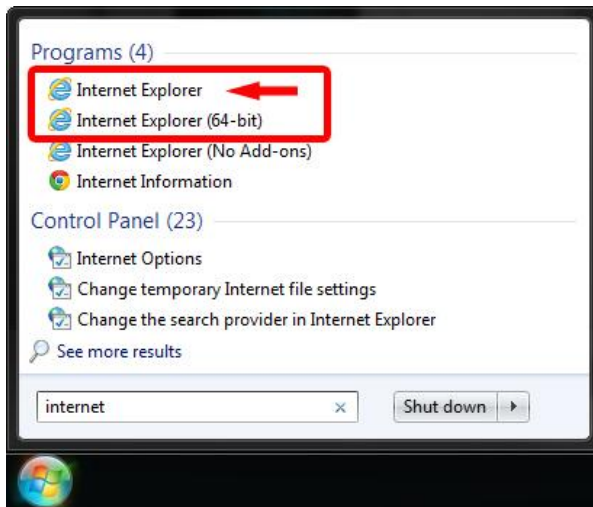 Programs (4)
Internet Explorer
Internet Explorer (64-bit)
Internet Explorer (No Add-ons)
Internet Information
Control Panel (23)
Internet Options
Change temporary Internet file settings
Change the search provider in Internet Explorer
See more results
internet
Shut down